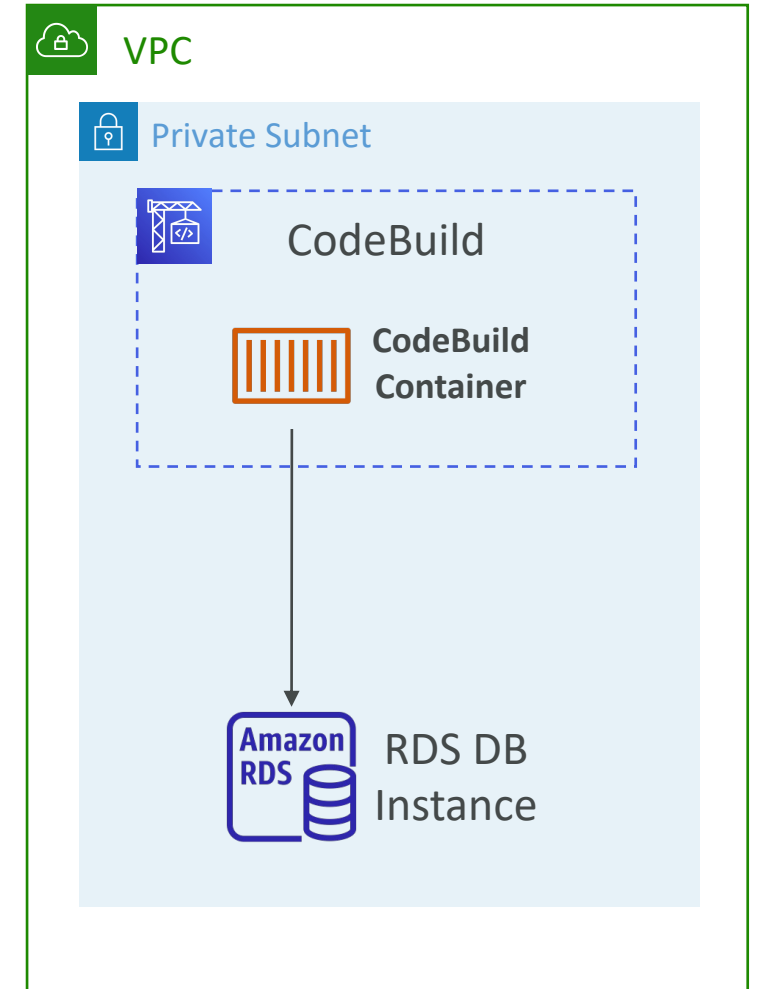 VPC
Private Subnet
</>
CodeBuild
CodeBuild
Container
Amazon
RDS
RDS DB
Instance